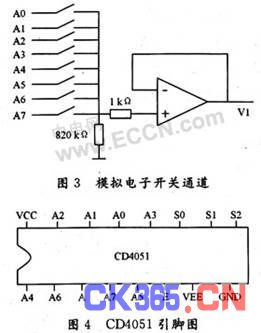 A0
A1
A2
A3
A4
A5
A6
A7
1 kΩ
820 kΩ
V1
WWW.ECCN.COM
图 3 模拟电子开关通道
VCC A2 A1 A0 A3 S0 S1 S2
CD4051
A4 A6 A7 A5 E VEE GND
CK365.CN
图 4 CD4051 引脚图